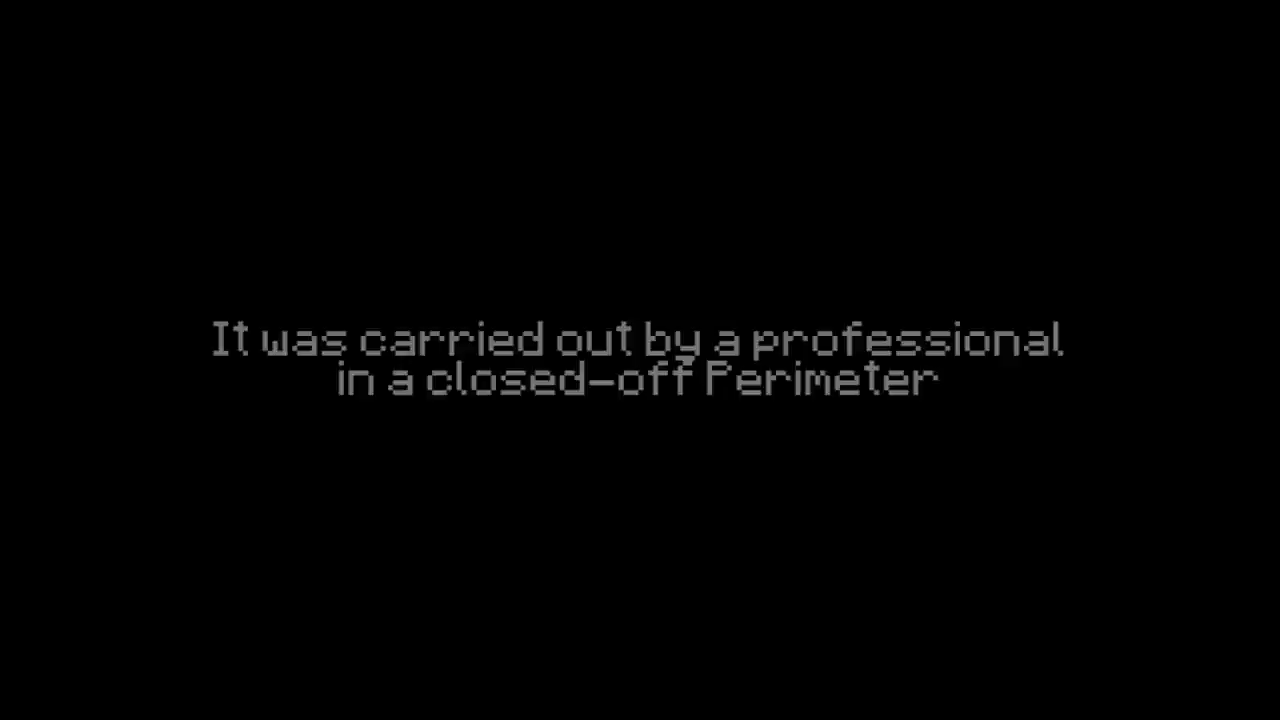 It was carried out by a professional
in a closed-off Perimeter